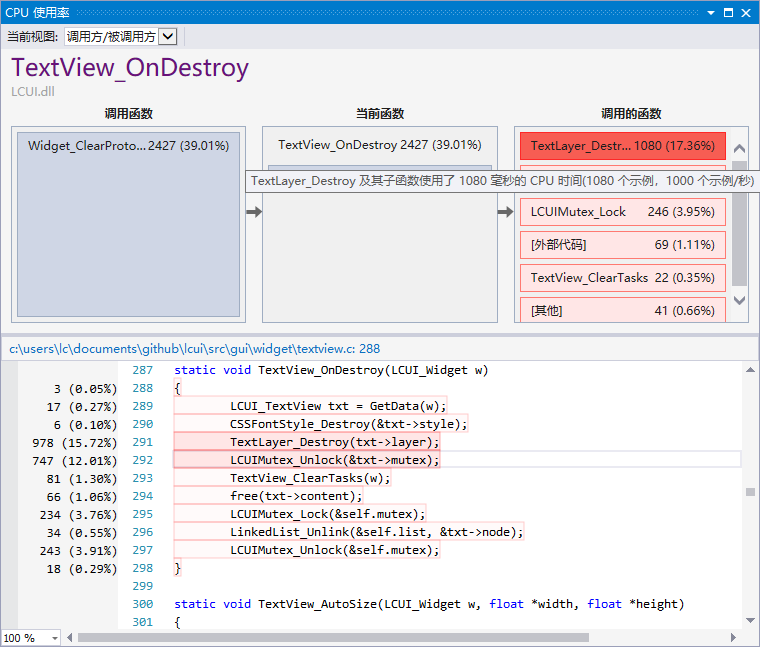 CPU 使用率
当前视图: 调用方/被调用方
TextView_OnDestroy
LCUI.dll
调用函数 当前函数 调用的函数
Widget_ClearProto... 2427 (39.01%)
TextView_OnDestroy 2427 (39.01%)
TextLayer_Destr... 1080 (17.36%)
TextLayer_Destroy 及其子函数使用了 1080 毫秒的 CPU 时间(1080 个示例，1000 个示例/秒)
LCUIMutex_Lock 246 (3.95%)
[外部代码] 69 (1.11%)
TextView_ClearTasks 22 (0.35%)
[其他] 41 (0.66%)
c:\users\lc\documents\github\lcui\src\gui\widget\textview.c: 288
287 static void TextView_OnDestroy(LCUI_Widget w)
3 (0.05%) 288 {
17 (0.27%) 289 LCUI_TextView txt = GetData(w);
6 (0.10%) 290 CSSFontStyle_Destroy(&txt->style);
978 (15.72%) 291 TextLayer_Destroy(txt->layer);
747 (12.01%) 292 LCUIMutex_Unlock(&txt->mutex);
81 (1.30%) 293 TextView_ClearTasks(w);
66 (1.06%) 294 free(txt->content);
234 (3.76%) 295 LCUIMutex_Lock(&self.mutex);
34 (0.55%) 296 LinkedList_Unlink(&self.list, &txt->node);
243 (3.91%) 297 LCUIMutex_Unlock(&self.mutex);
18 (0.29%) 298 }
299
300 static void TextView_AutoSize(LCUI_Widget w, float *width, float *height)
301 {
100 %